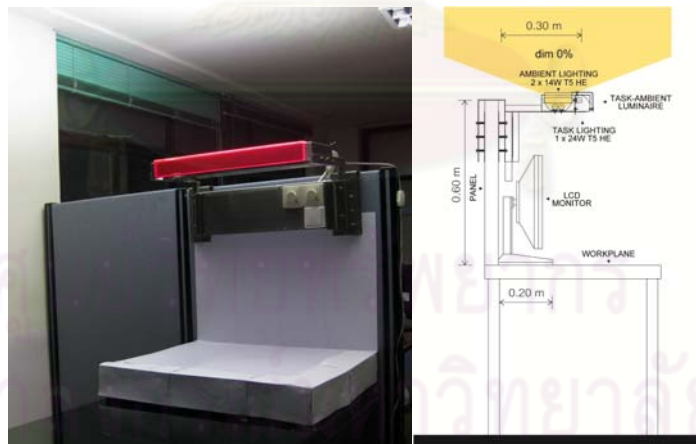 0.30 m
dim 0%
AMBIENT LIGHTING
2 x 14W T5 HE
TASK-AMBIENT
LUMINAIRE
TASK LIGHTING
1 x 24W T5 HE
0.60 m
PANEL
LCD
MONITOR
WORKPLANE
0.20 m